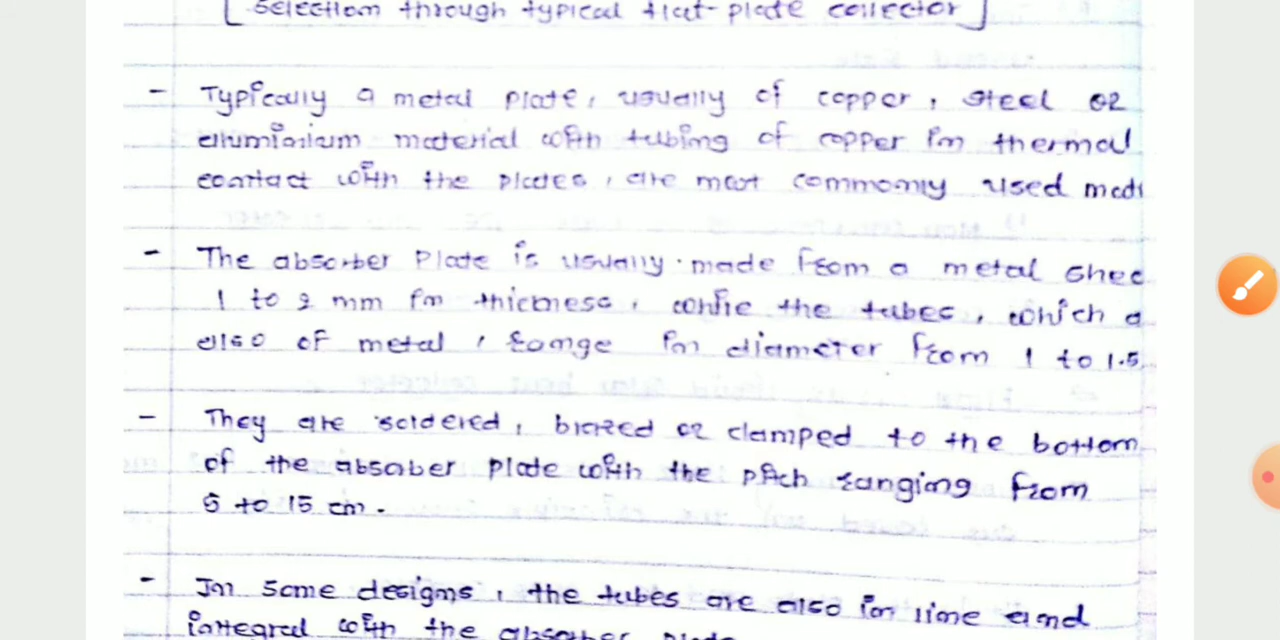 [ Selection through typical flat-plate collector ]
- Typically a metal plate, usually of copper, steel or
aluminium material with tubing of copper in thermal
contact with the plates, are most commonly used mati
- The absorber plate is usually made from a metal shee
1 to 2 mm in thickness, while the tubes, which a
also of metal, range in diameter from 1 to 1.5
- They are soldered, brazed or clamped to the bottom
of the absorber plate with the pitch ranging from
5 to 15 cm.
- In some designs, the tubes are also in line and
integral with the absorber plate